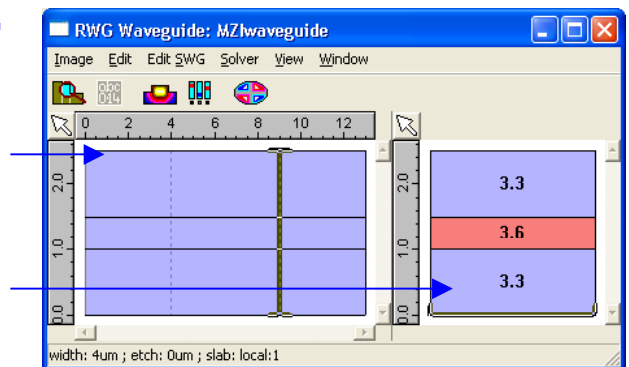 RWG Waveguide: MZIwaveguide
Image Edit Edit SWG Solver View Window
abc
014
0 2 4 6 8 10 12
2.0
1.0
0.0
2.0
1.0
0.0
3.3
3.6
3.3
width: 4um ; etch: 0um ; slab: local:1